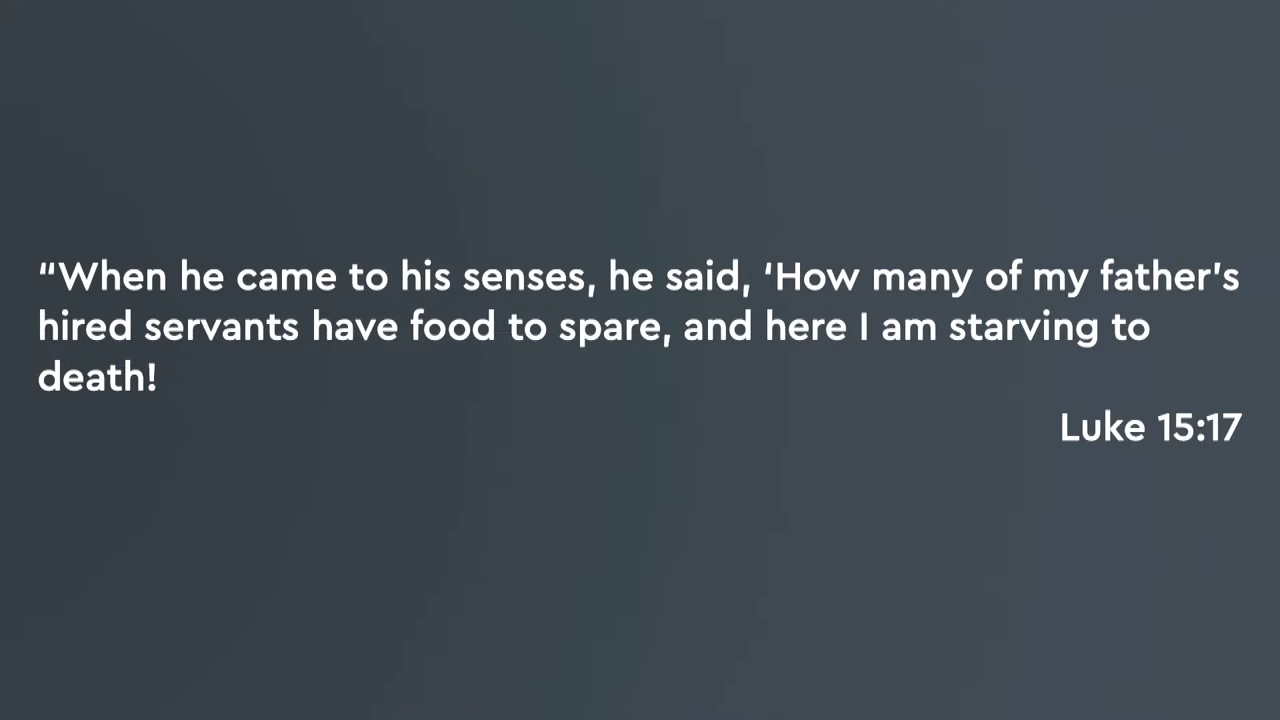 “When he came to his senses, he said, ‘How many of my father’s
hired servants have food to spare, and here I am starving to
death!
Luke 15:17